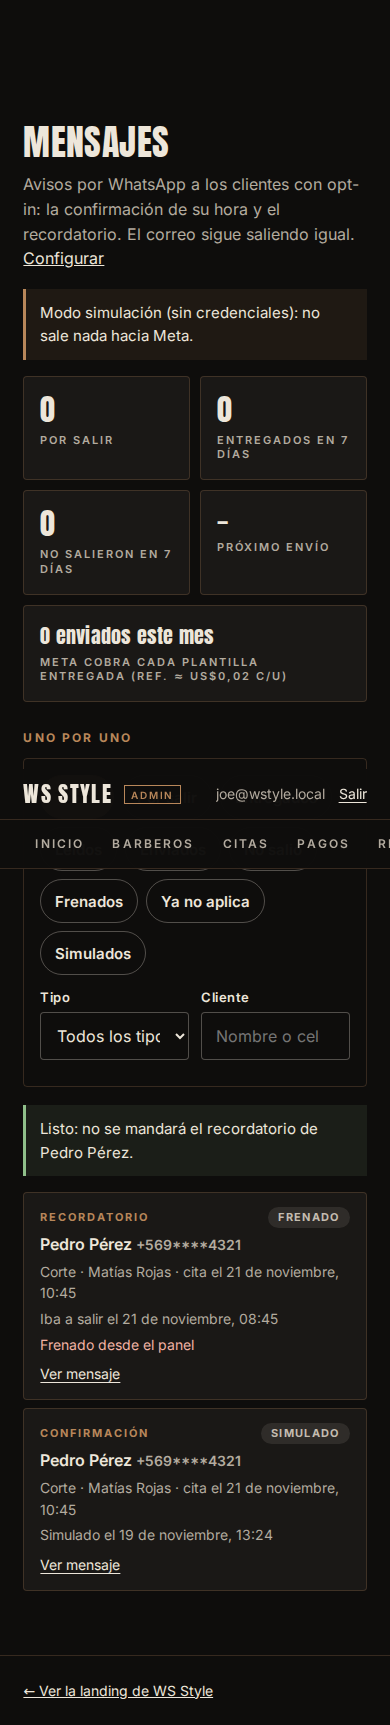 MENSAJES
Avisos por WhatsApp a los clientes con opt-
in: la confirmación de su hora y el
recordatorio. El correo sigue saliendo igual.
Configurar
Modo simulación (sin credenciales): no
sale nada hacia Meta.
0
POR SALIR
0
ENTREGADOS EN 7
DÍAS
0
NO SALIERON EN 7
DÍAS
–
PRÓXIMO ENVÍO
0 enviados este mes
META COBRA CADA PLANTILLA
ENTREGADA (REF. ≈ US$0,02 C/U)
UNO POR UNO
WS STYLE ADMIN joe@wstyle.local Salir
INICIO BARBEROS CITAS PAGOS
Frenados Ya no aplica
Simulados
Tipo Cliente
Todos los tipo Nombre o cel
Listo: no se mandará el recordatorio de
Pedro Pérez.
RECORDATORIO FRENADO
Pedro Pérez +569****4321
Corte · Matías Rojas · cita el 21 de noviembre,
10:45
Iba a salir el 21 de noviembre, 08:45
Frenado desde el panel
Ver mensaje
CONFIRMACIÓN SIMULADO
Pedro Pérez +569****4321
Corte · Matías Rojas · cita el 21 de noviembre,
10:45
Simulado el 19 de noviembre, 13:24
Ver mensaje
← Ver la landing de WS Style